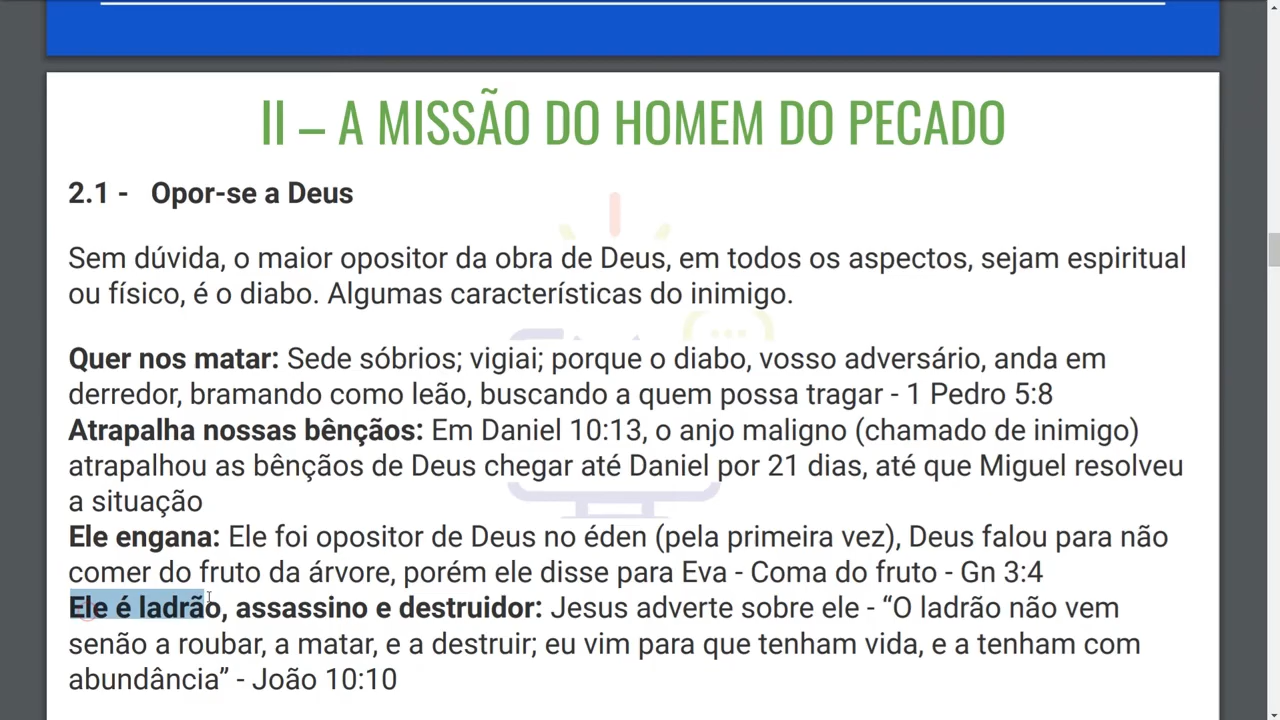 II – A MISSÃO DO HOMEM DO PECADO
2.1 - Opor-se a Deus
Sem dúvida, o maior opositor da obra de Deus, em todos os aspectos, sejam espiritual
ou físico, é o diabo. Algumas características do inimigo.
Quer nos matar: Sede sóbrios; vigiai; porque o diabo, vosso adversário, anda em
derredor, bramando como leão, buscando a quem possa tragar - 1 Pedro 5:8
Atrapalha nossas bênçãos: Em Daniel 10:13, o anjo maligno (chamado de inimigo)
atrapalhou as bênçãos de Deus chegar até Daniel por 21 dias, até que Miguel resolveu
a situação
Ele engana: Ele foi opositor de Deus no éden (pela primeira vez), Deus falou para não
comer do fruto da árvore, porém ele disse para Eva - Coma do fruto - Gn 3:4
Ele é ladrão, assassino e destruidor: Jesus adverte sobre ele - “O ladrão não vem
senão a roubar, a matar, e a destruir; eu vim para que tenham vida, e a tenham com
abundância” - João 10:10